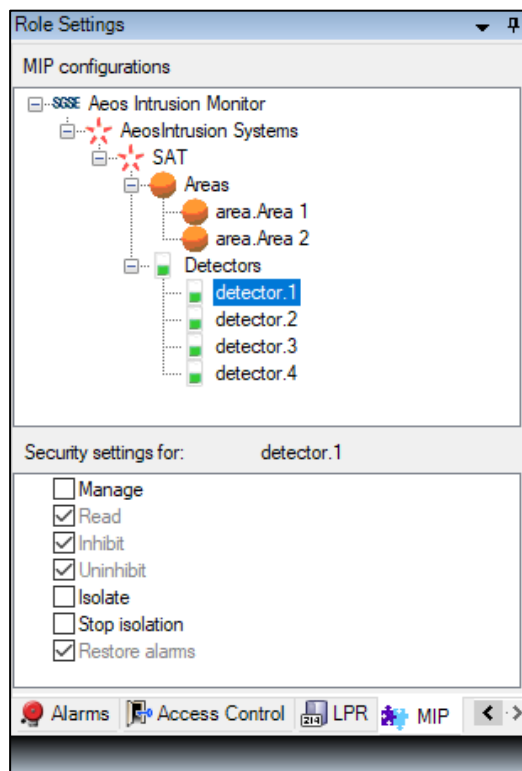 Role Settings
MIP configurations
SGSE Aeos Intrusion Monitor
AeosIntrusion Systems
SAT
Areas
area.Area 1
area.Area 2
Detectors
detector.1
detector.2
detector.3
detector.4
Security settings for: detector.1
Manage
Read
Inhibit
Uninhibit
Isolate
Stop isolation
Restore alarms
Alarms Access Control 214 LPR MIP